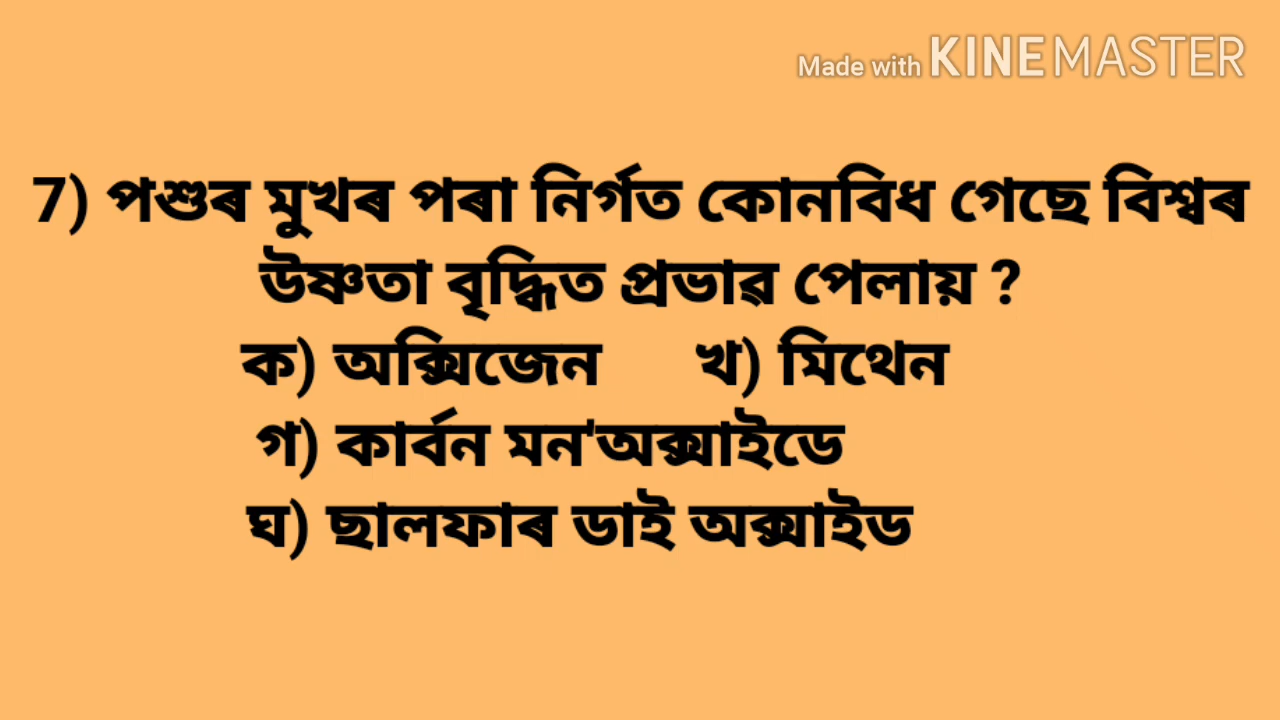 Made with KINEMASTER
7) পশুৰ মুখৰ পৰা নিৰ্গত কোনবিধ গেছে বিশ্বৰ
উষ্ণতা বৃদ্ধিত প্ৰভাৱ পেলায় ?
ক) অক্সিজেন খ) মিথেন
গ) কাৰ্বন মন'অক্সাইডে
ঘ) ছালফাৰ ডাই অক্সাইড